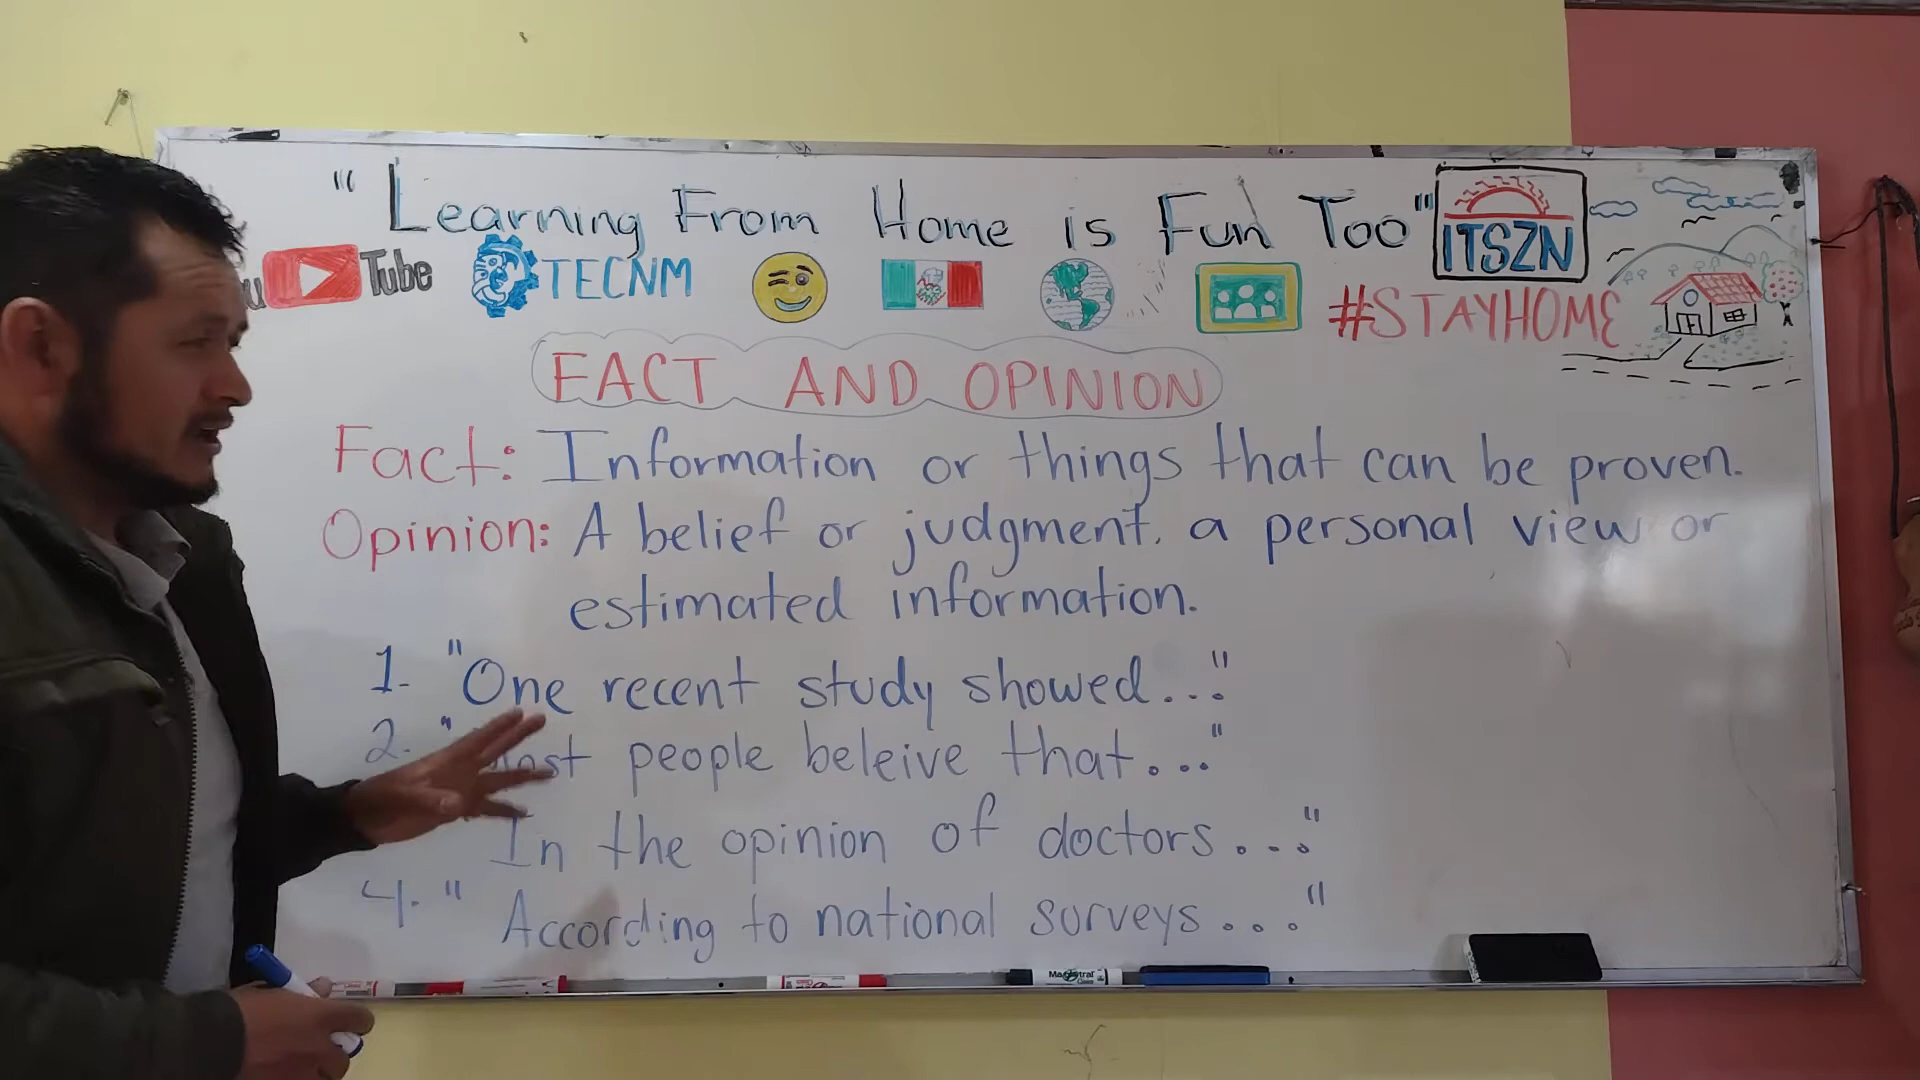 " Learning From Home is Fun Too"
ITSZN
u Tube
TECNM
#STAYHOME
FACT AND OPINION
Fact: Information or things that can be proven.
Opinion: A belief or judgment, a personal view or
estimated information.
1. "One recent study showed..."
2. " most people beleive that..."
In the opinion of doctors..."
4. " According to national surveys..."
Magistral